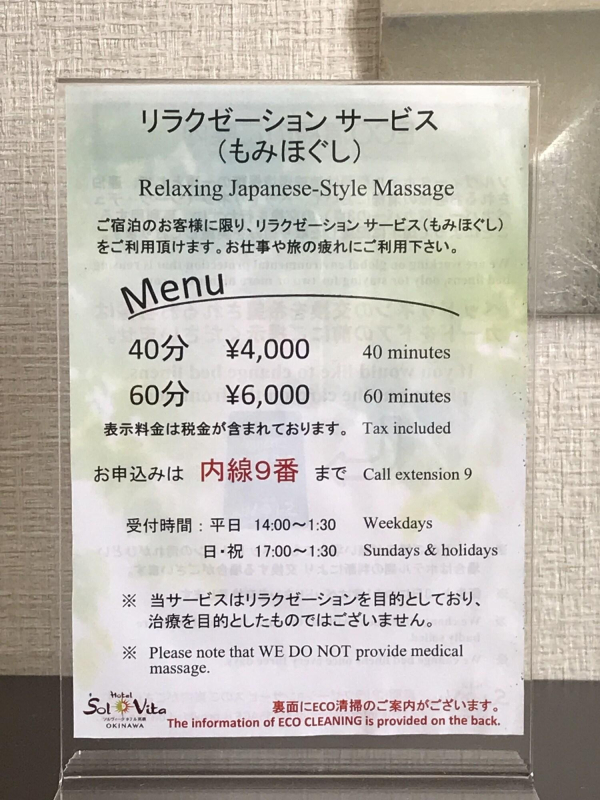 リラクゼーション サービス
（もみほぐし）
Relaxing Japanese-Style Massage
ご宿泊のお客様に限り、リラクゼーション サービス（もみほぐし）
をご利用頂けます。お仕事や旅の疲れにご利用下さい。
Menu
40分 ¥4,000 40 minutes
60分 ¥6,000 60 minutes
表示料金は税金が含まれております。 Tax included
お申込みは 内線９番 まで Call extension 9
受付時間：平日 14:00～1:30 Weekdays
日・祝 17:00～1:30 Sundays & holidays
※ 当サービスはリラクゼーションを目的としており、
治療を目的としたものではございません。
※ Please note that WE DO NOT provide medical
massage.
Hotel
Sol Vita
OKINAWA
裏面にECO清掃のご案内がございます。
The information of ECO CLEANING is provided on the back.